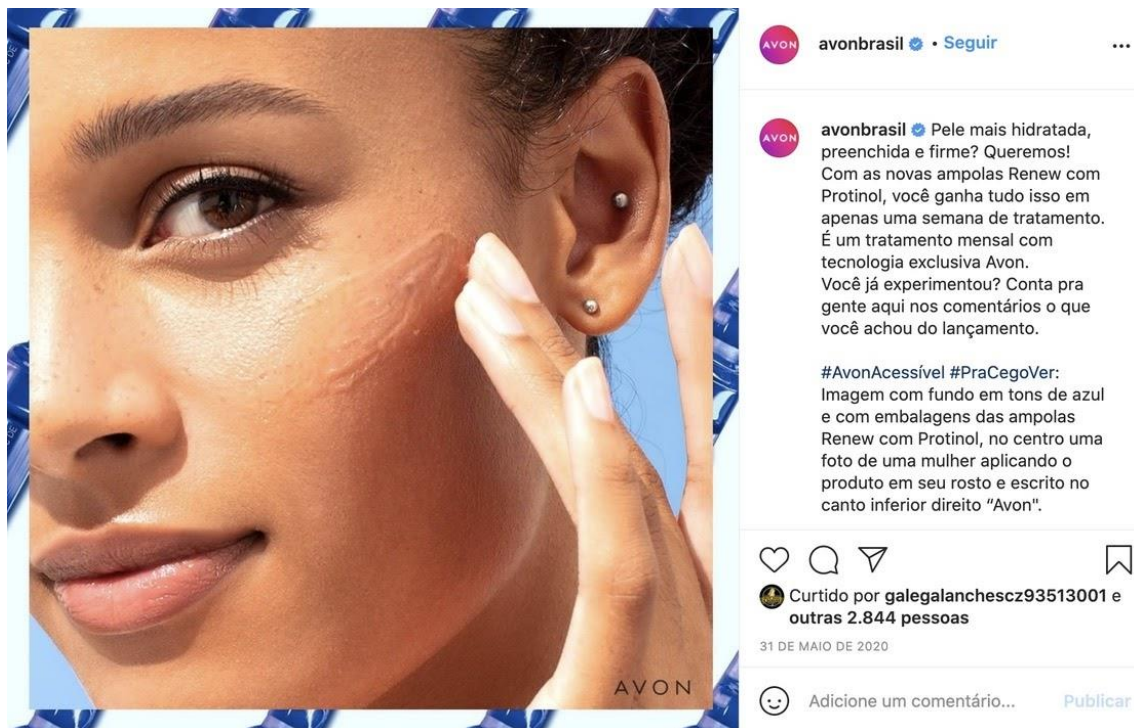 AVON
AVON
avonbrasil • Seguir
AVON
avonbrasil Pele mais hidratada,
preenchida e firme? Queremos!
Com as novas ampolas Renew com
Protinol, você ganha tudo isso em
apenas uma semana de tratamento.
É um tratamento mensal com
tecnologia exclusiva Avon.
Você já experimentou? Conta pra
gente aqui nos comentários o que
você achou do lançamento.
#AvonAcessível #PraCegoVer:
Imagem com fundo em tons de azul
e com embalagens das ampolas
Renew com Protinol, no centro uma
foto de uma mulher aplicando o
produto em seu rosto e escrito no
canto inferior direito “Avon".
Curtido por galegalanchescz93513001 e
outras 2.844 pessoas
31 DE MAIO DE 2020
Adicione um comentário... Publicar